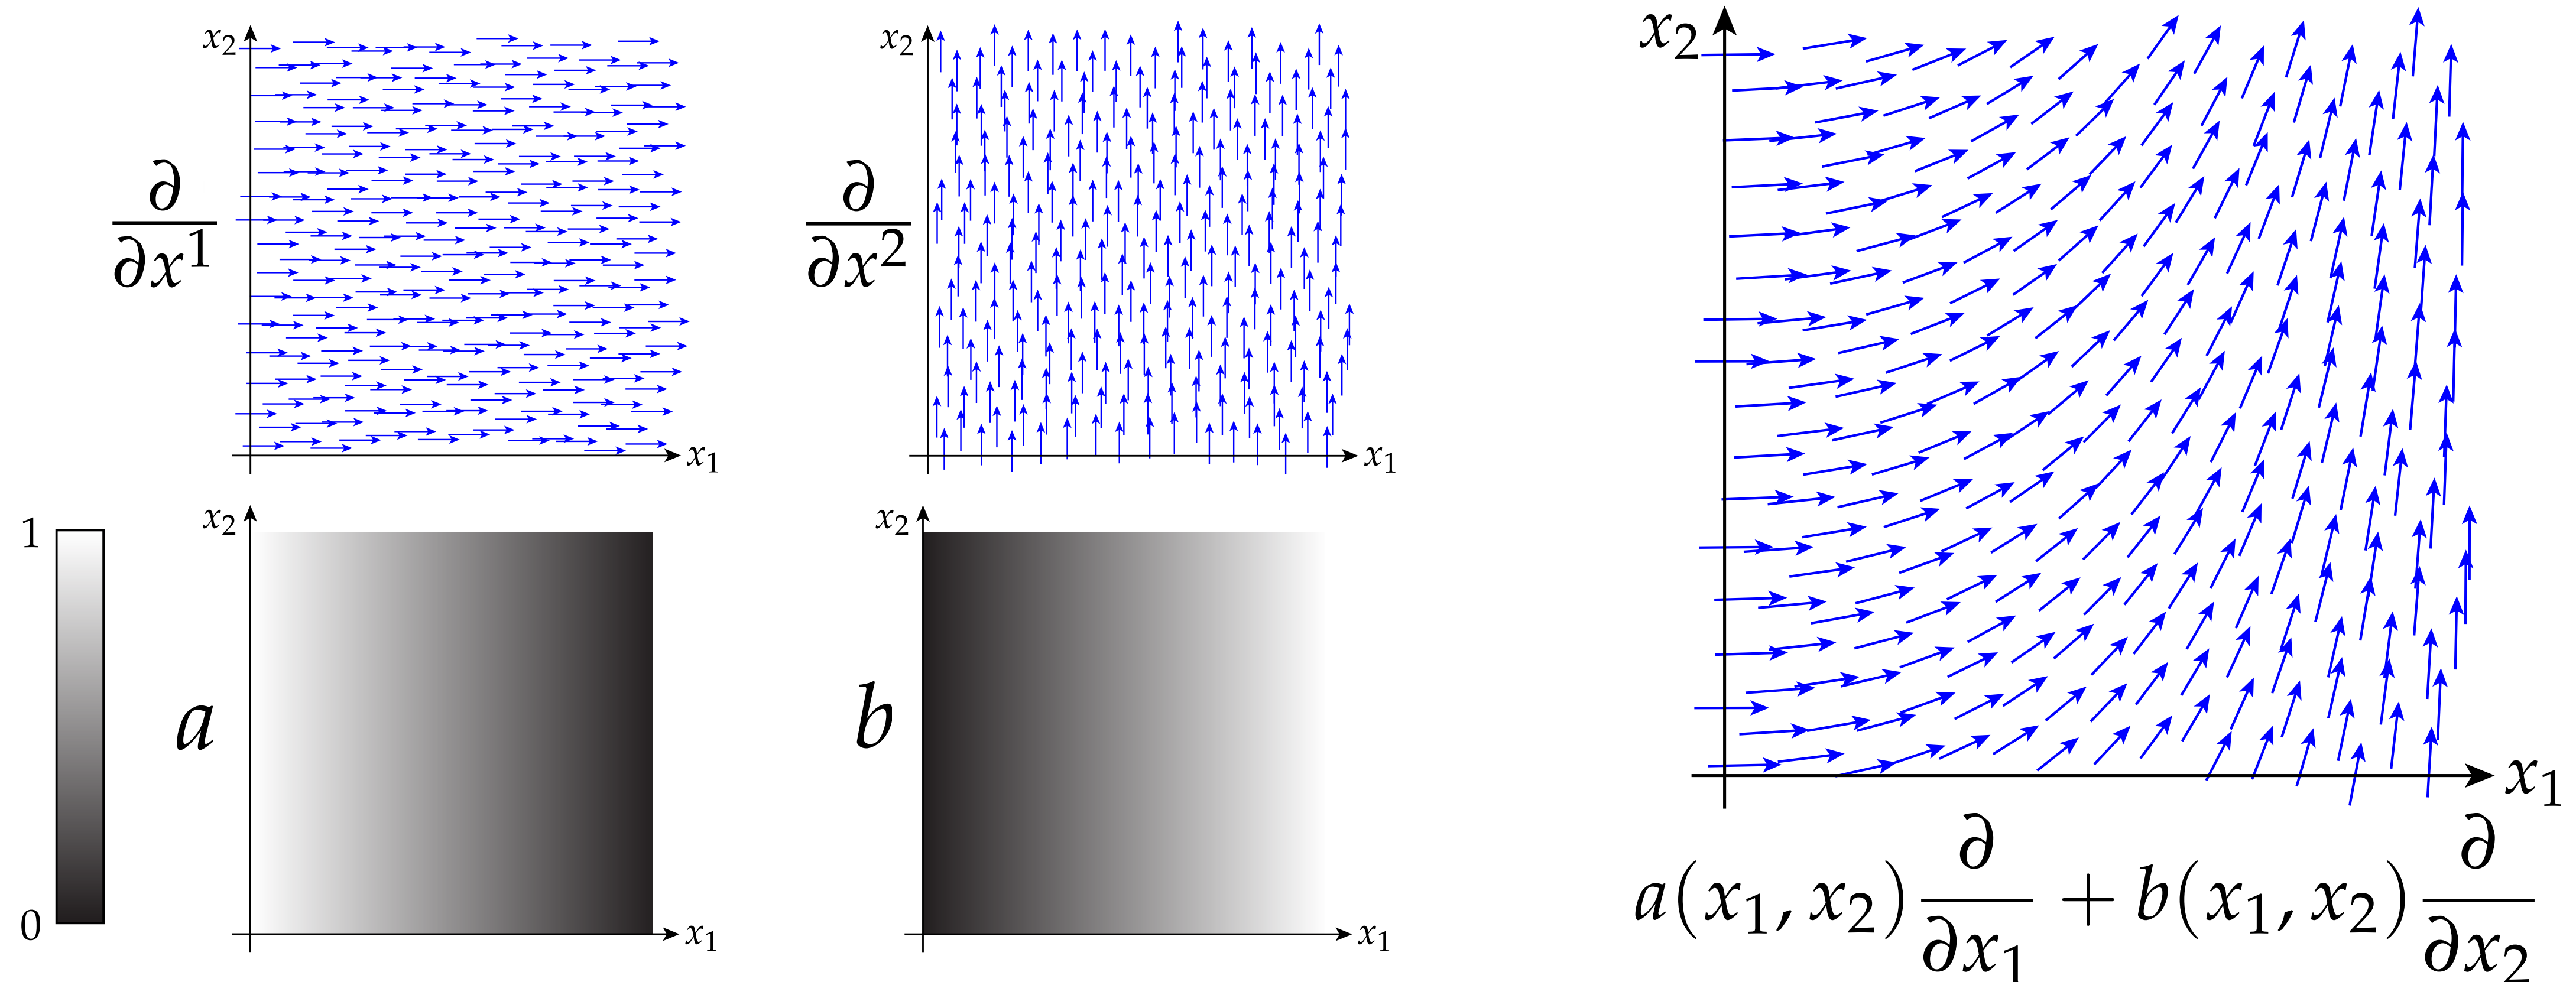 x₂
∂
∂x¹
x₁
x₂
∂
∂x²
x₁
1
0
x₂
a
x₁
x₂
b
x₁
x₂
x₁
a(x₁, x₂) ∂/∂x₁ + b(x₁, x₂) ∂/∂x₂